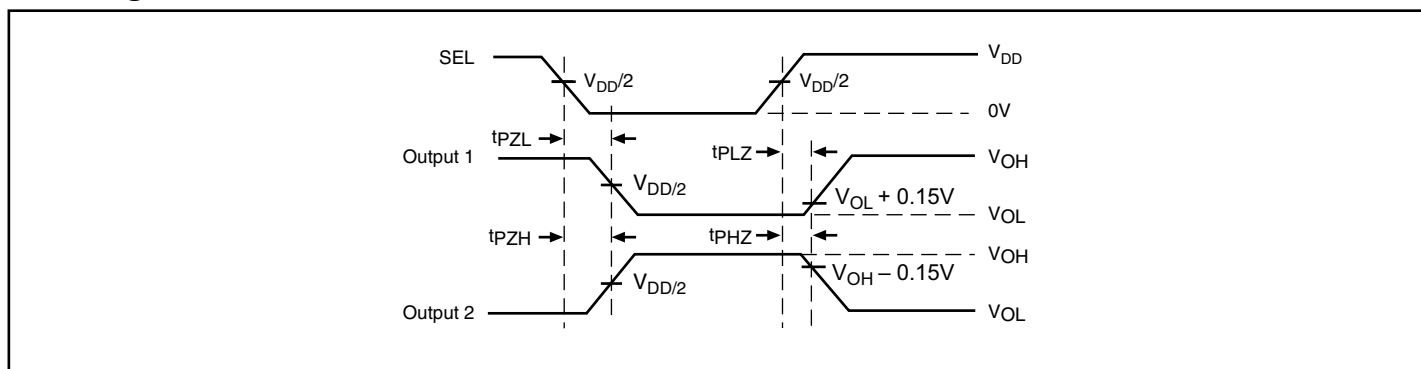 SEL
V_DD/2
V_DD/2
V_DD
0V
tPZL
tPLZ
Output 1
V_DD/2
V_OL + 0.15V
V_OH
V_OL
tPZH
tPHZ
V_OH
V_DD/2
V_OH – 0.15V
Output 2
V_OL